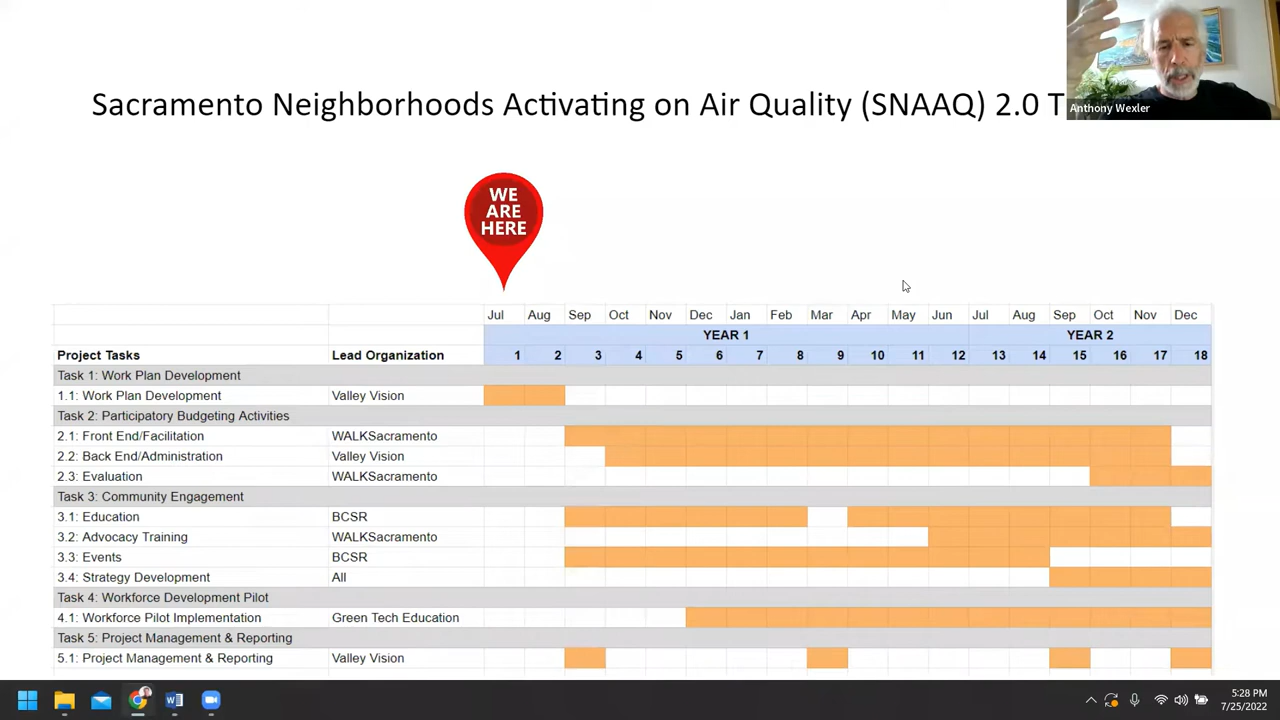 Sacramento Neighborhoods Activating on Air Quality (SNAAQ) 2.0 T
Anthony Wexler
WE
ARE
HERE
Jul Aug Sep Oct Nov Dec Jan Feb Mar Apr May Jun Jul Aug Sep Oct Nov Dec
YEAR 1 YEAR 2
Project Tasks Lead Organization 1 2 3 4 5 6 7 8 9 10 11 12 13 14 15 16 17 18
Task 1: Work Plan Development
1.1: Work Plan Development Valley Vision
Task 2: Participatory Budgeting Activities
2.1: Front End/Facilitation WALKSacramento
2.2: Back End/Administration Valley Vision
2.3: Evaluation WALKSacramento
Task 3: Community Engagement
3.1: Education BCSR
3.2: Advocacy Training WALKSacramento
3.3: Events BCSR
3.4: Strategy Development All
Task 4: Workforce Development Pilot
4.1: Workforce Pilot Implementation Green Tech Education
Task 5: Project Management & Reporting
5.1: Project Management & Reporting Valley Vision
5:28 PM
7/25/2022